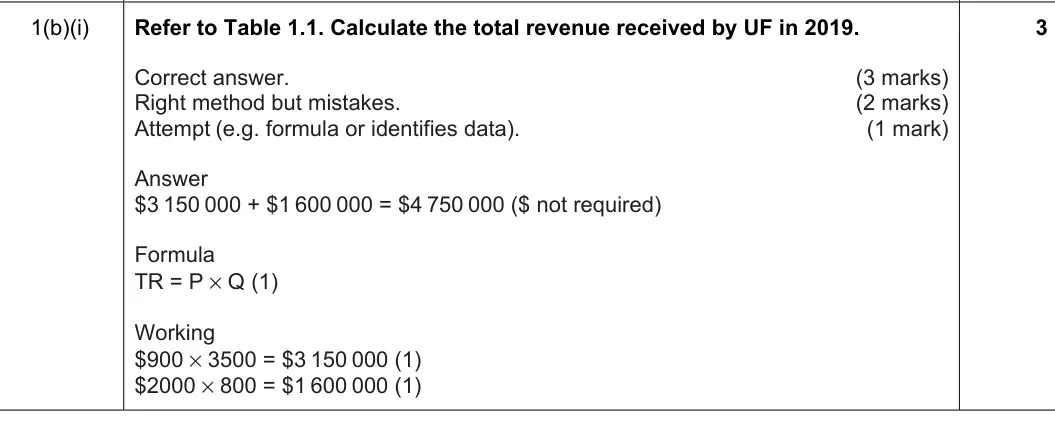 1(b)(i) Refer to Table 1.1. Calculate the total revenue received by UF in 2019. 3
Correct answer. (3 marks)
Right method but mistakes. (2 marks)
Attempt (e.g. formula or identifies data). (1 mark)
Answer
$3 150 000 + $1 600 000 = $4 750 000 ($ not required)
Formula
TR = P × Q (1)
Working
$900 × 3500 = $3 150 000 (1)
$2000 × 800 = $1 600 000 (1)